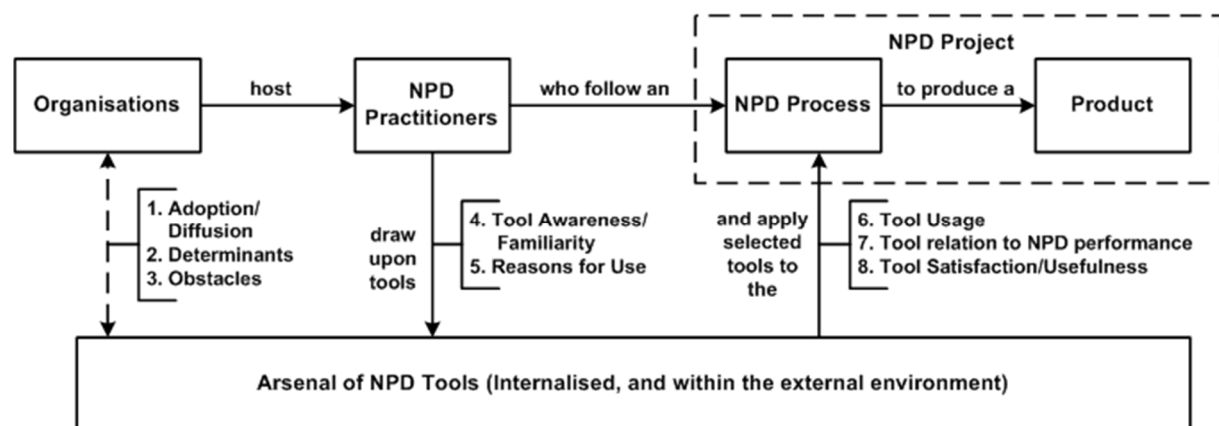 NPD Project
Organisations
host
NPD
Practitioners
who follow an
NPD Process
to produce a
Product
1. Adoption/
Diffusion
2. Determinants
3. Obstacles
draw
upon
tools
4. Tool Awareness/
Familiarity
5. Reasons for Use
and apply
selected
tools to
the
6. Tool Usage
7. Tool relation to NPD performance
8. Tool Satisfaction/Usefulness
Arsenal of NPD Tools (Internalised, and within the external environment)